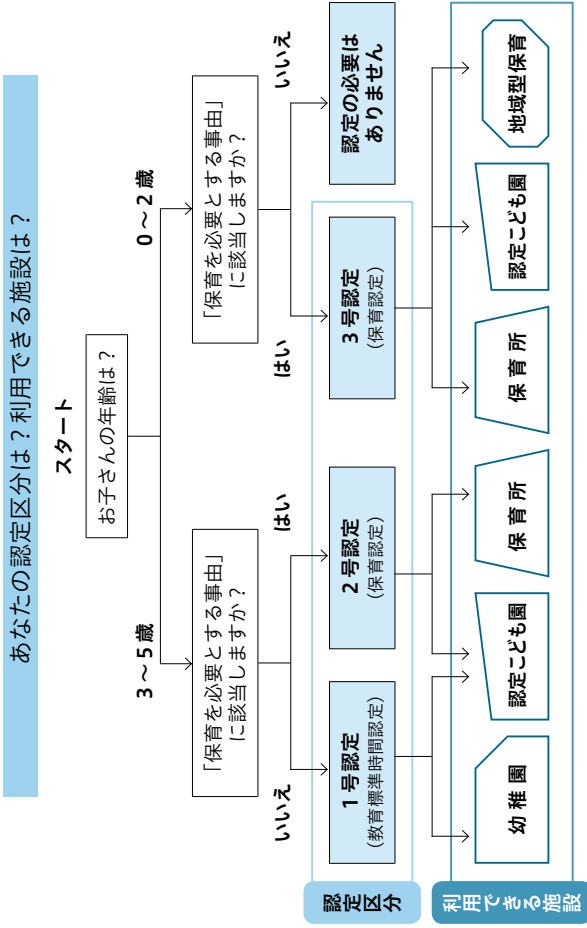 あなたの認定区分は？利用できる施設は？
スタート
お子さんの年齢は？
3～5歳
0～2歳
「保育を必要とする事由」
に該当しますか？
「保育を必要とする事由」
に該当しますか？
いいえ
はい
はい
いいえ
認定区分
1号認定
(教育標準時間認定)
2号認定
(保育認定)
3号認定
(保育認定)
認定の必要は
ありません
利用できる施設
幼稚園
認定こども園
保育所
保育所
認定こども園
地域型保育